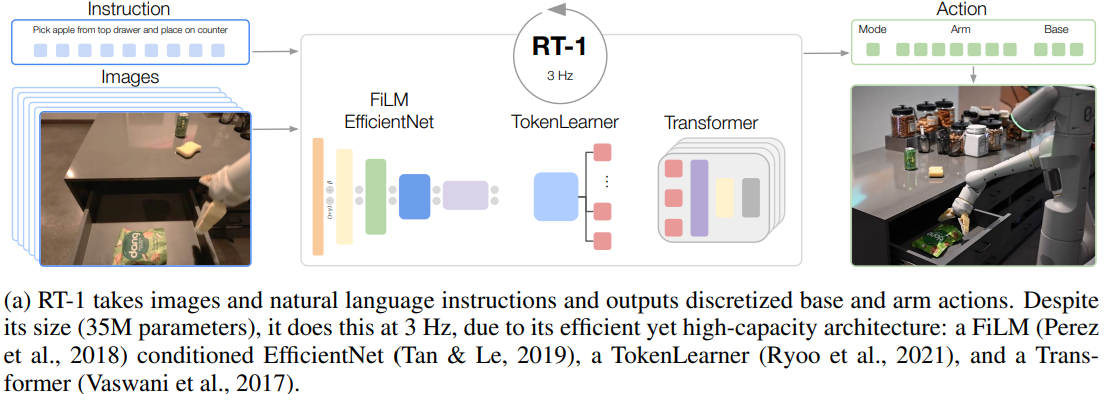 Instruction
Pick apple from top drawer and place on counter
Images
RT-1
3 Hz
FiLM
EfficientNet
TokenLearner
Transformer
Action
Mode Arm Base
dang
(a) RT-1 takes images and natural language instructions and outputs discretized base and arm actions. Despite
its size (35M parameters), it does this at 3 Hz, due to its efficient yet high-capacity architecture: a FiLM (Perez
et al., 2018) conditioned EfficientNet (Tan & Le, 2019), a TokenLearner (Ryoo et al., 2021), and a Trans-
former (Vaswani et al., 2017).